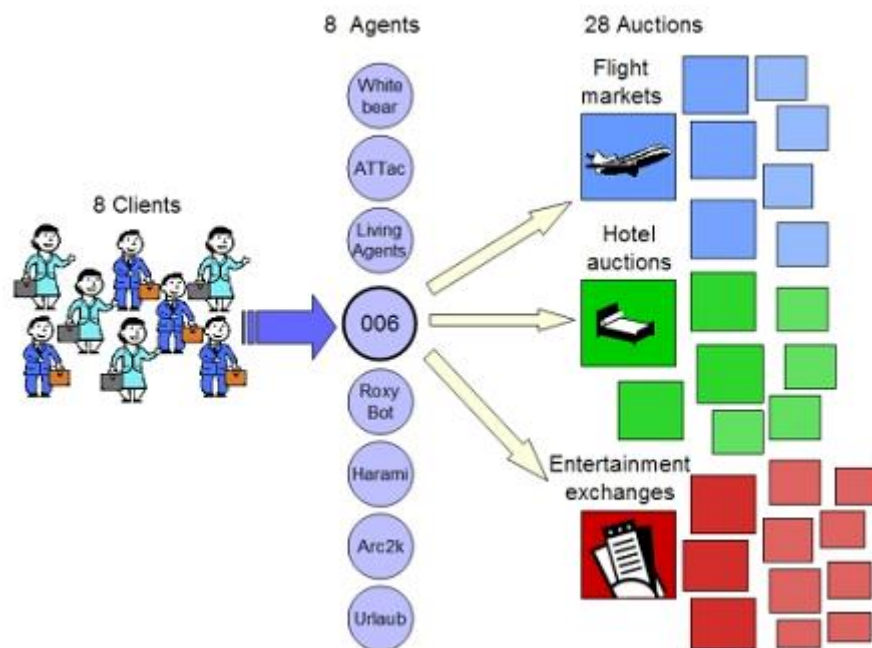 8 Agents
28 Auctions
White
bear
ATTac
Living
Agents
006
Roxy
Bot
Harami
Arc2k
Urlaub
8 Clients
Flight
markets
Hotel
auctions
Entertainment
exchanges